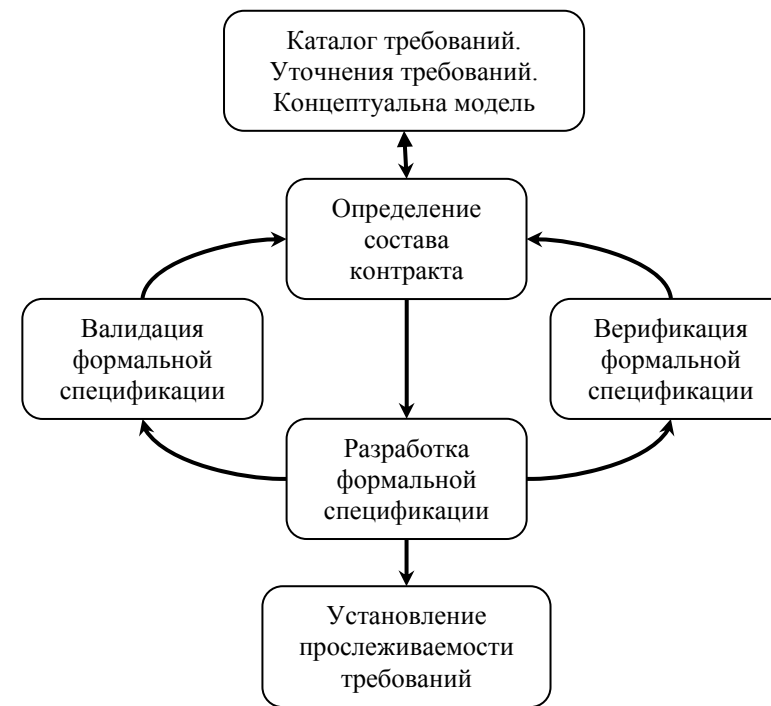 Каталог требований.
Уточнения требований.
Концептуальна модель
Определение
состава
контракта
Валидация
формальной
спецификации
Верификация
формальной
спецификации
Разработка
формальной
спецификации
Установление
прослеживаемости
требований